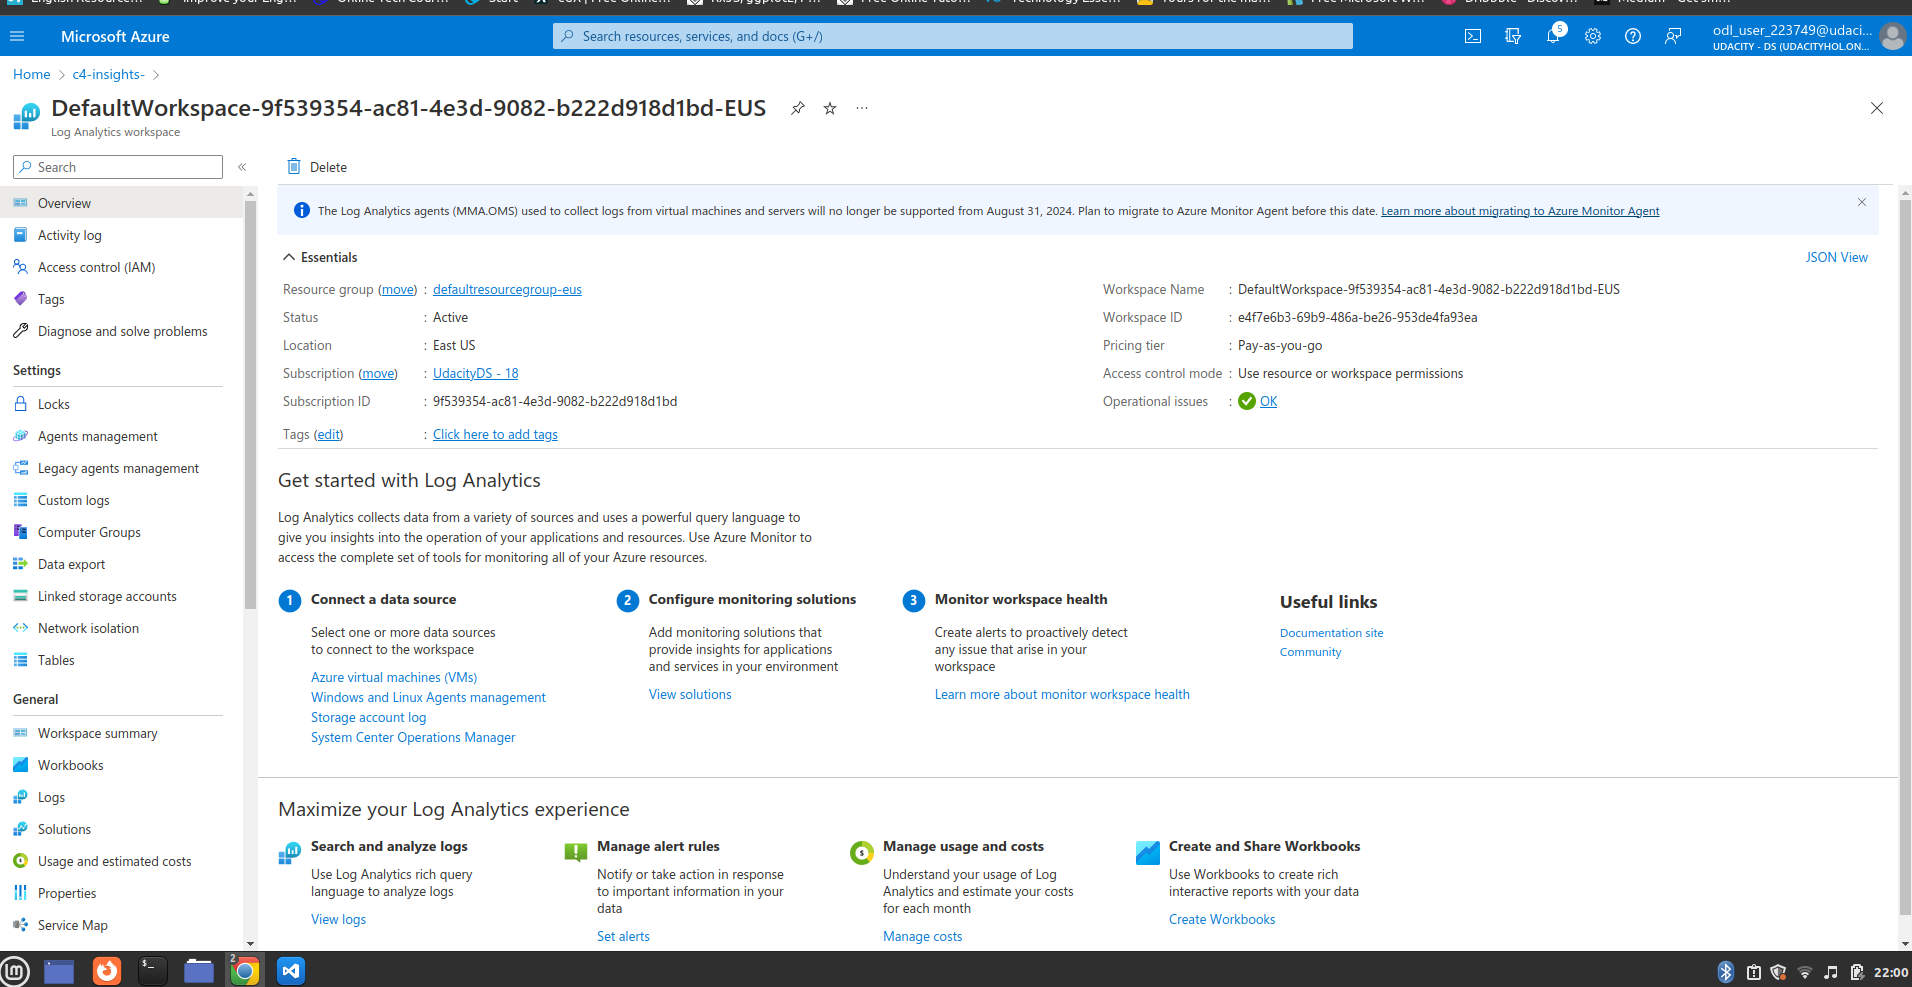 Microsoft Azure
Search resources, services, and docs (G+/)
5
odl_user_223749@udaci...
UDACITY - DS (UDACITYHOL.ON...
Home > c4-insights- >
DefaultWorkspace-9f539354-ac81-4e3d-9082-b222d918d1bd-EUS
Log Analytics workspace
Search
«
Delete
Overview
Activity log
Access control (IAM)
Tags
Diagnose and solve problems
Settings
Locks
Agents management
Legacy agents management
Custom logs
Computer Groups
Data export
Linked storage accounts
Network isolation
Tables
General
Workspace summary
Workbooks
Logs
Solutions
Usage and estimated costs
Properties
Service Map
The Log Analytics agents (MMA.OMS) used to collect logs from virtual machines and servers will no longer be supported from August 31, 2024. Plan to migrate to Azure Monitor Agent before this date. Learn more about migrating to Azure Monitor Agent
Essentials
JSON View
Resource group (move) : defaultresourcegroup-eus
Status : Active
Location : East US
Subscription (move) : UdacityDS - 18
Subscription ID : 9f539354-ac81-4e3d-9082-b222d918d1bd
Tags (edit) : Click here to add tags
Workspace Name : DefaultWorkspace-9f539354-ac81-4e3d-9082-b222d918d1bd-EUS
Workspace ID : e4f7e6b3-69b9-486a-be26-953de4fa93ea
Pricing tier : Pay-as-you-go
Access control mode : Use resource or workspace permissions
Operational issues : OK
Get started with Log Analytics
Log Analytics collects data from a variety of sources and uses a powerful query language to
give you insights into the operation of your applications and resources. Use Azure Monitor to
access the complete set of tools for monitoring all of your Azure resources.
1 Connect a data source
Select one or more data sources
to connect to the workspace
Azure virtual machines (VMs)
Windows and Linux Agents management
Storage account log
System Center Operations Manager
2 Configure monitoring solutions
Add monitoring solutions that
provide insights for applications
and services in your environment
View solutions
3 Monitor workspace health
Create alerts to proactively detect
any issue that arise in your
workspace
Learn more about monitor workspace health
Useful links
Documentation site
Community
Maximize your Log Analytics experience
Search and analyze logs
Use Log Analytics rich query
language to analyze logs
View logs
Manage alert rules
Notify or take action in response
to important information in your
data
Set alerts
Manage usage and costs
Understand your usage of Log
Analytics and estimate your costs
for each month
Manage costs
Create and Share Workbooks
Use Workbooks to create rich
interactive reports with your data
Create Workbooks
2
22:00